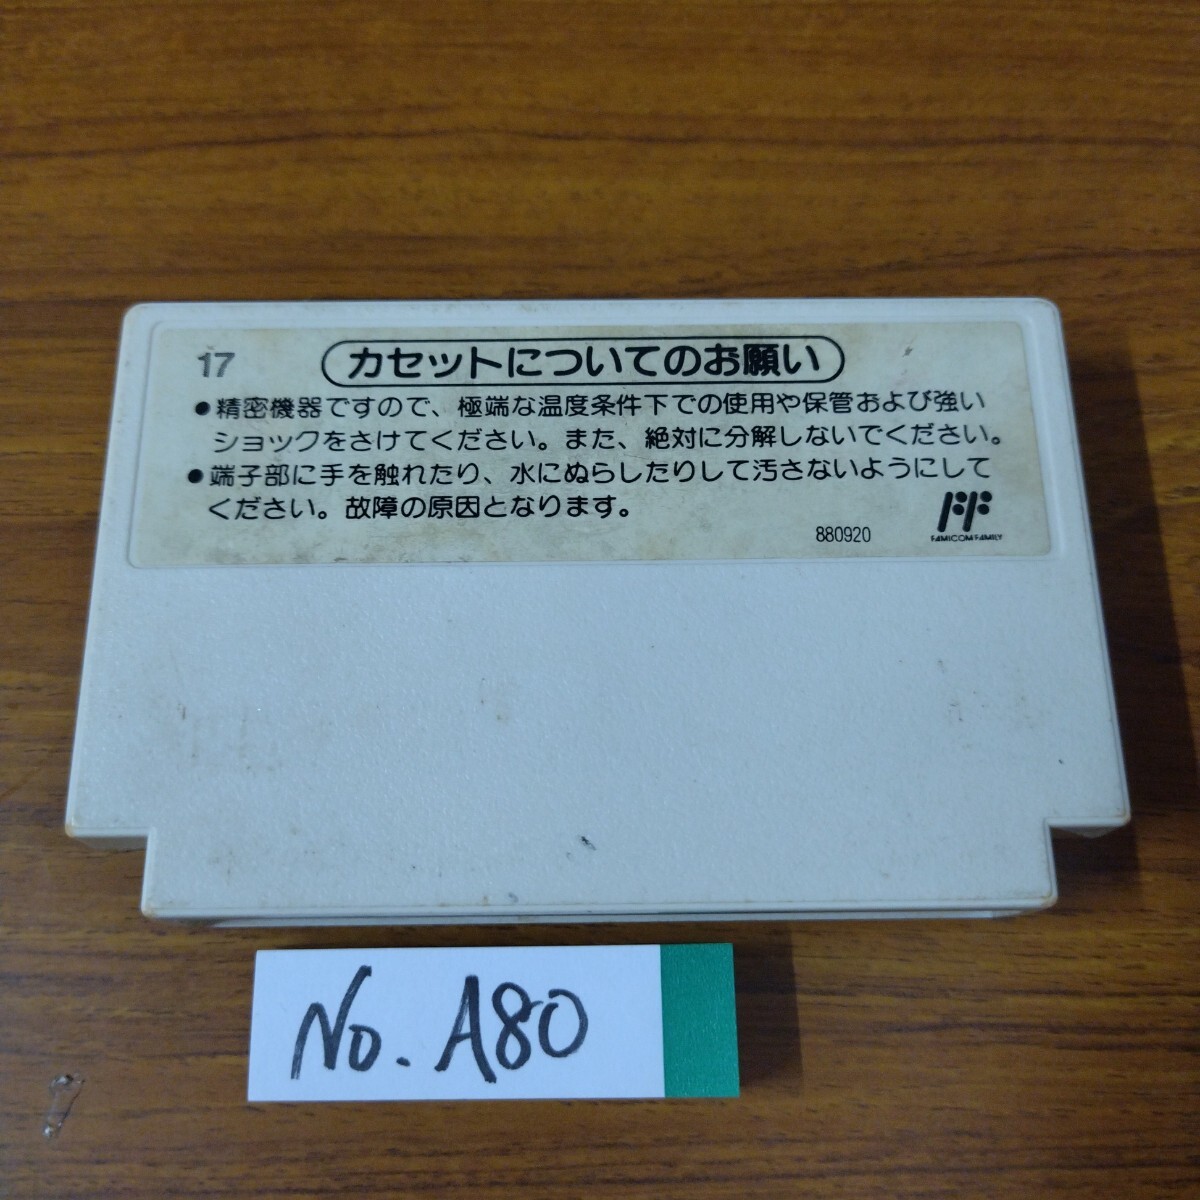 17
カセットについてのお願い
●精密機器ですので、極端な温度条件下での使用や保管および強い
ショックをさけてください。また、絶対に分解しないでください。
●端子部に手を触れたり、水にぬらしたりして汚さないようにして
ください。故障の原因となります。
880920
FF
FAMICOM FAMILY
No. A80